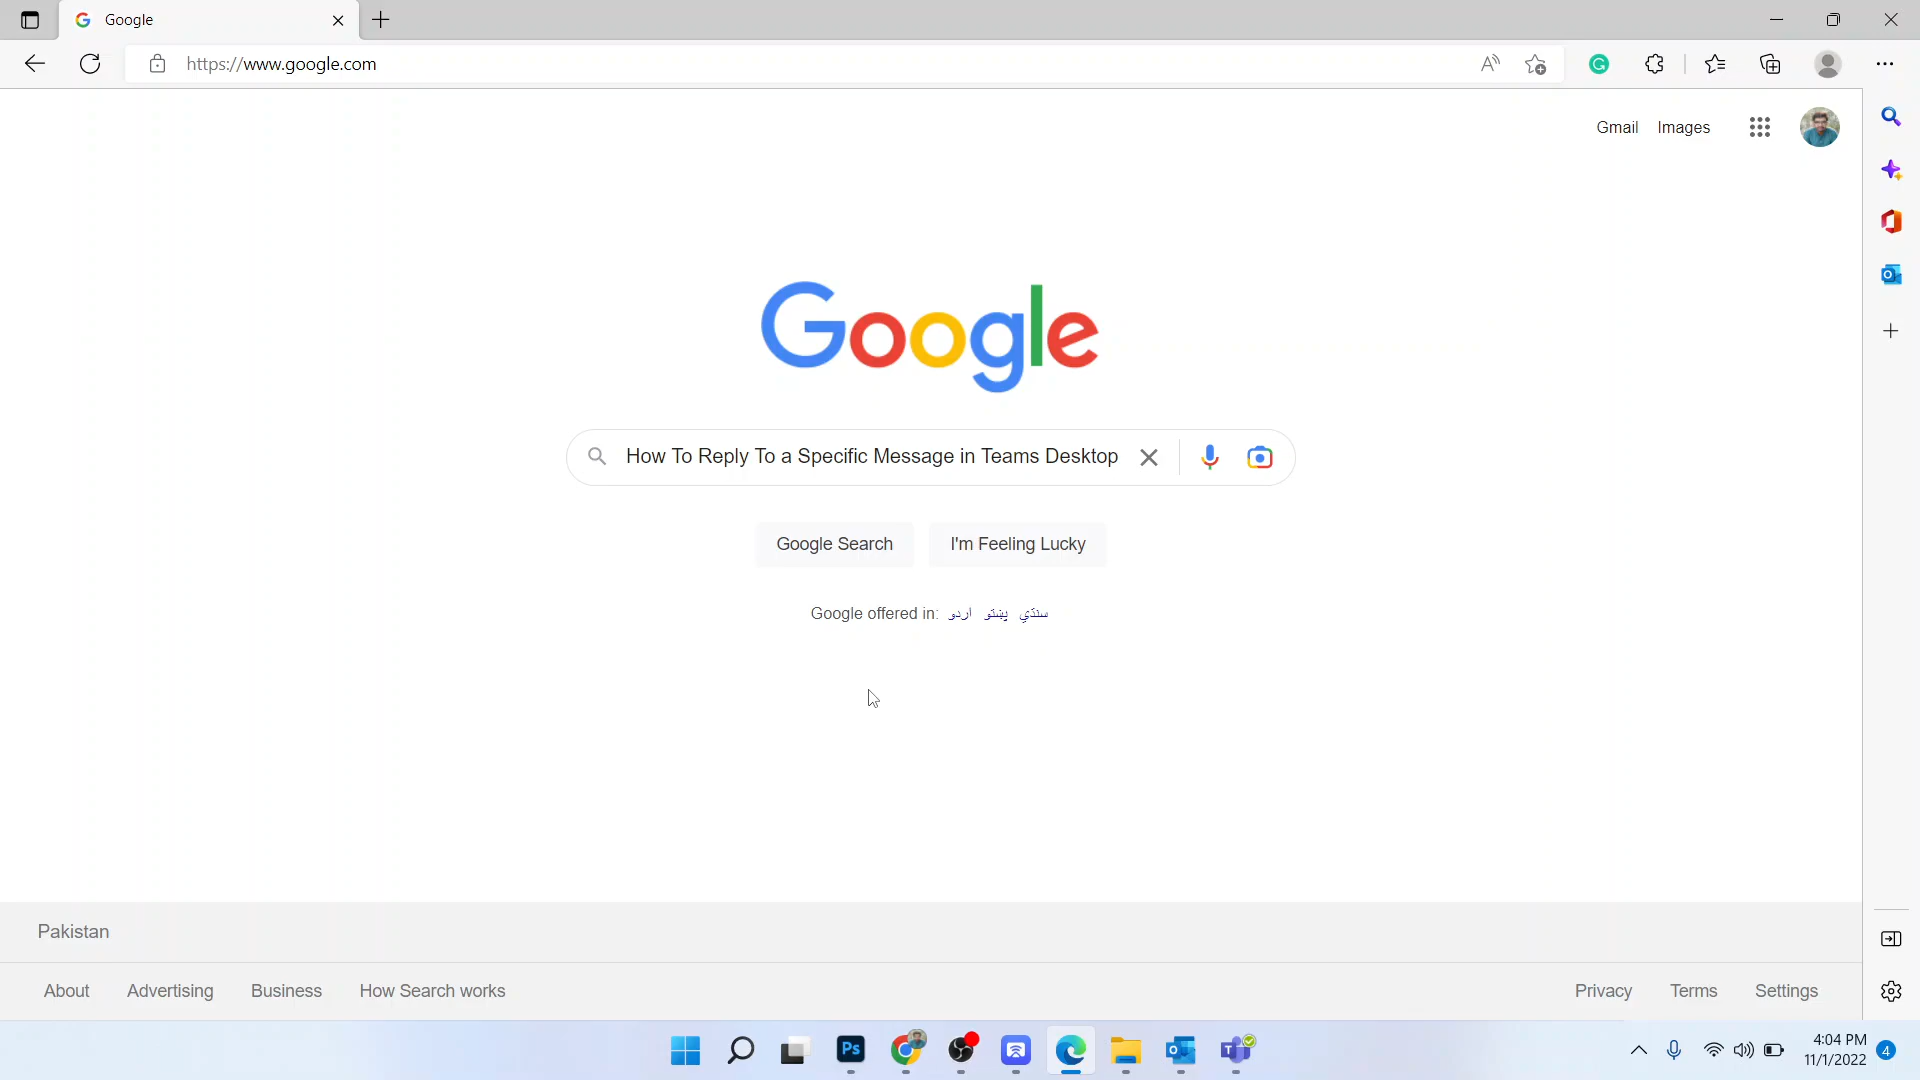 Google
https://www.google.com
Gmail Images
Google
How To Reply To a Specific Message in Teams Desktop
Google Search I'm Feeling Lucky
Google offered in: اردو پښتو سنڌي
Pakistan
About Advertising Business How Search works Privacy Terms Settings
Ps
4:04 PM
11/1/2022 4